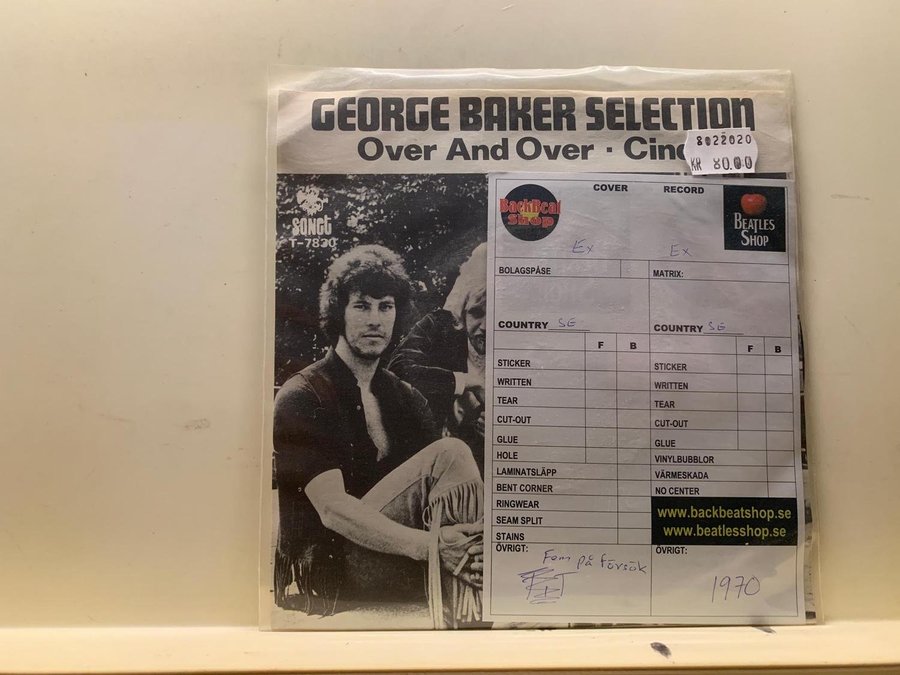 GEORGE BAKER SELECTION
Over And Over · Cin
8022020
KR 80.00
SONET
T-7830
BackBeat
Shop
COVER RECORD
BEATLES
SHOP
Ex Ex
BOLAGSPÅSE MATRIX:
COUNTRY SE COUNTRY SE
F B F B
STICKER STICKER
WRITTEN WRITTEN
TEAR TEAR
CUT-OUT CUT-OUT
GLUE GLUE
HOLE VINYLBUBBLOR
LAMINATSLÄPP VÄRMESKADA
BENT CORNER NO CENTER
RINGWEAR
www.backbeatshop.se
SEAM SPLIT
www.beatlesshop.se
STAINS
ÖVRIGT: ÖVRIGT:
Fem på försök
1970